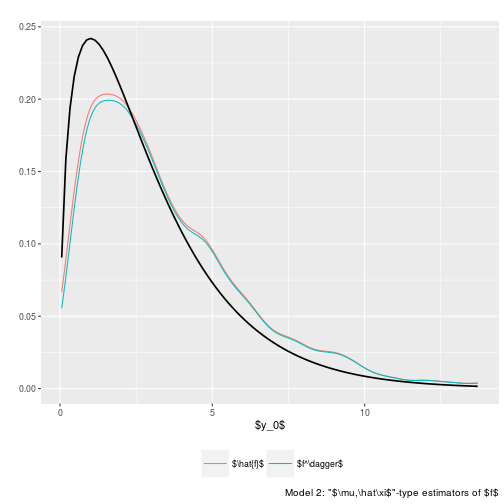 0.25
0.20
0.15
0.10
0.05
0.00
0 5 10
$y_0$
$\hat{f}$ $f^\dagger$
Model 2: "$\mu,\hat\xi$"-type estimators of $f$